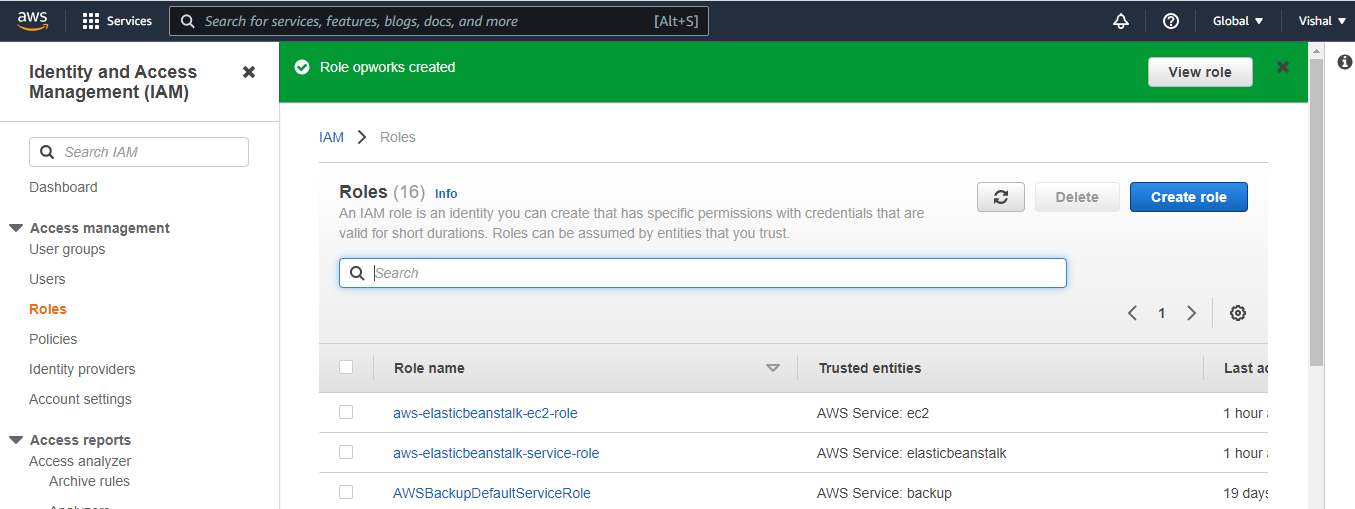 aws
Services
Search for services, features, blogs, docs, and more
[Alt+S]
Global
Vishal
Identity and Access
Management (IAM)
Search IAM
Dashboard
Access management
User groups
Users
Roles
Policies
Identity providers
Account settings
Access reports
Access analyzer
Archive rules
Analyzers
Role opworks created
View role
IAM
Roles
Roles (16) Info
Delete
Create role
An IAM role is an identity you can create that has specific permissions with credentials that are
valid for short durations. Roles can be assumed by entities that you trust.
Search
1
Role name
Trusted entities
Last ac
aws-elasticbeanstalk-ec2-role
AWS Service: ec2
1 hour
aws-elasticbeanstalk-service-role
AWS Service: elasticbeanstalk
1 hour
AWSBackupDefaultServiceRole
AWS Service: backup
19 days